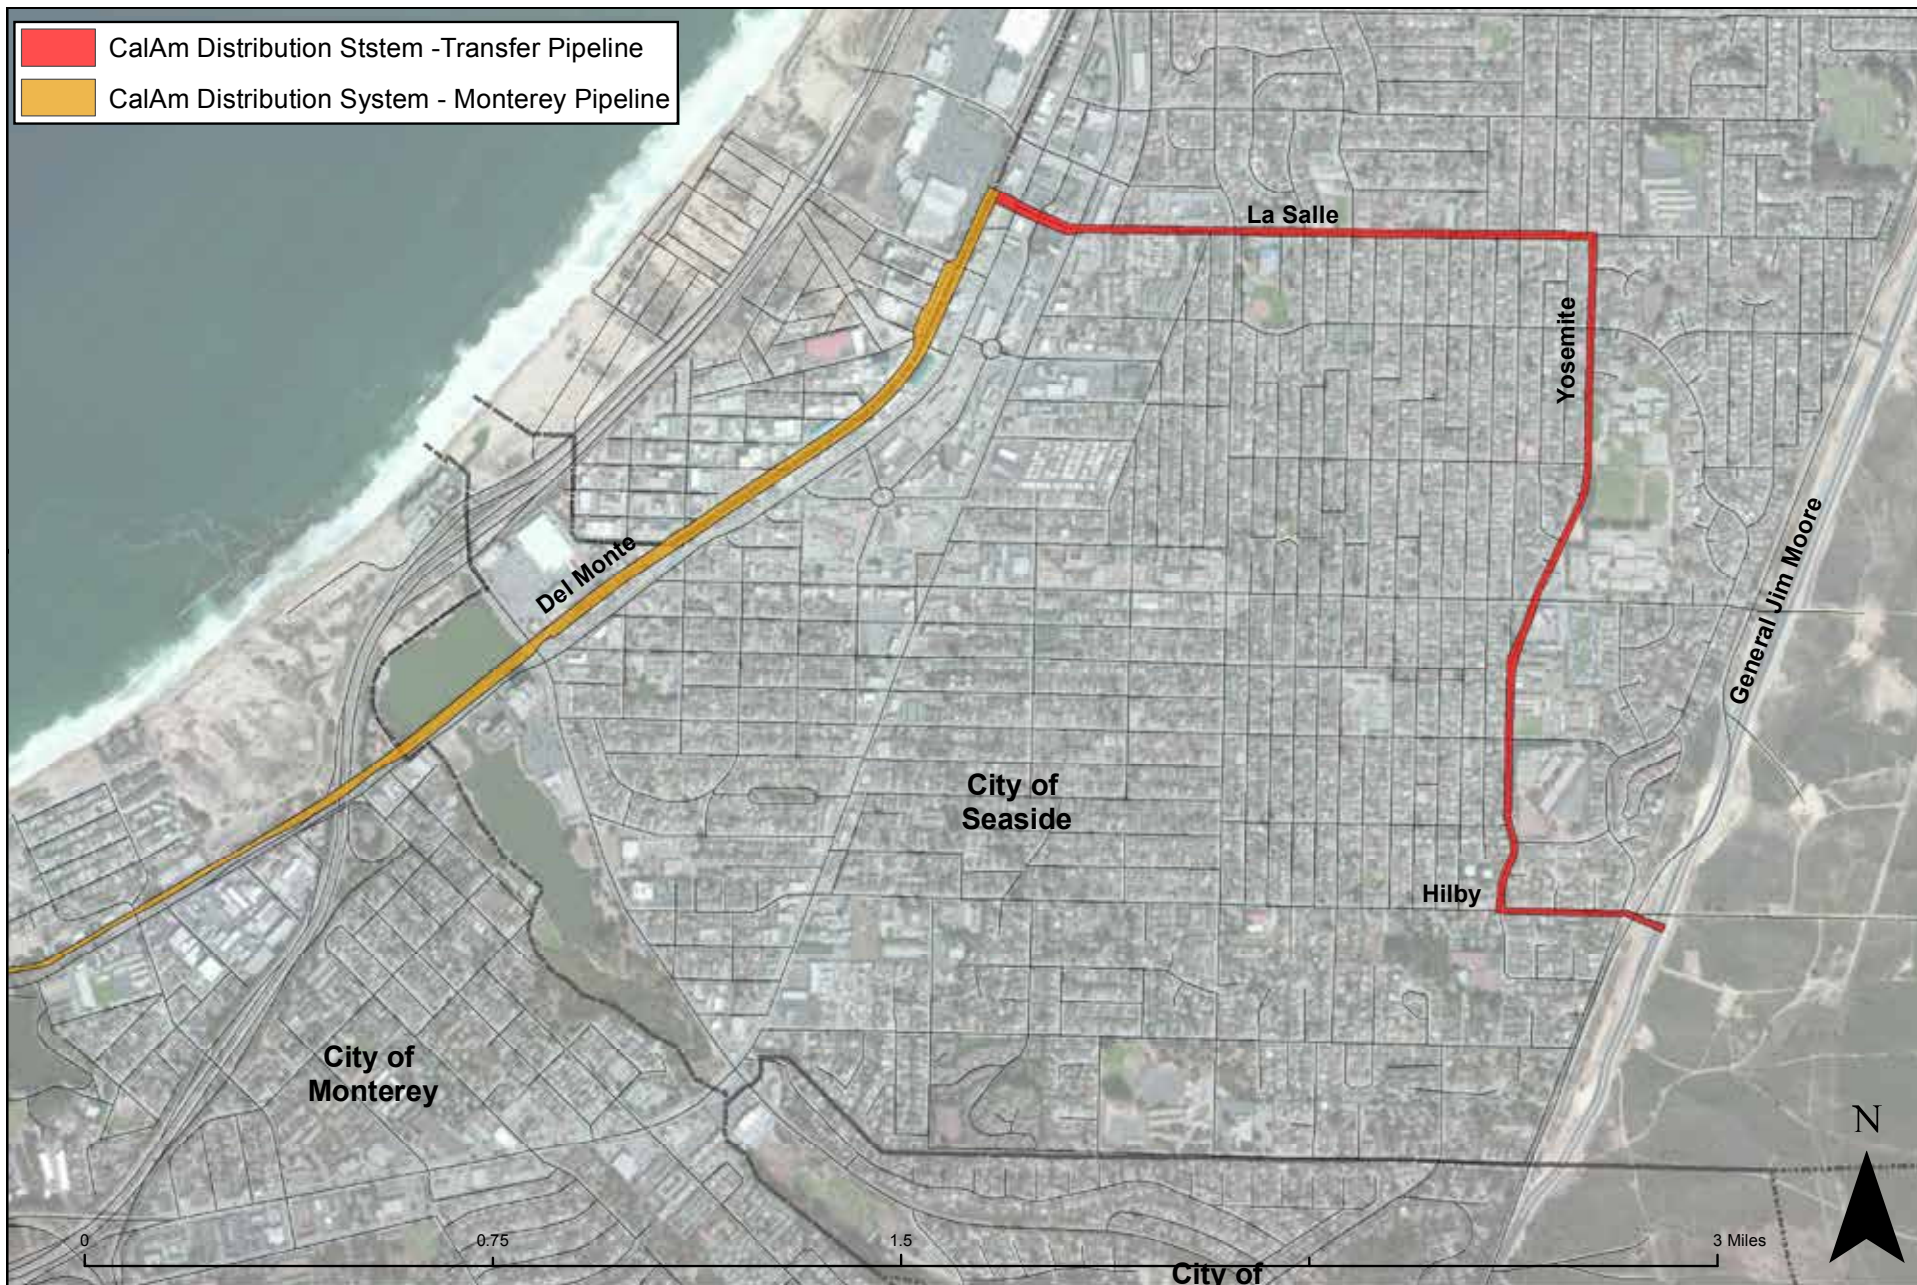 CalAm Distribution Ststem -Transfer Pipeline
CalAm Distribution System - Monterey Pipeline
La Salle
Yosemite
General Jim Moore
Del Monte
City of
Seaside
Hilby
City of
Monterey
N
0
0.75
1.5
3 Miles
City of